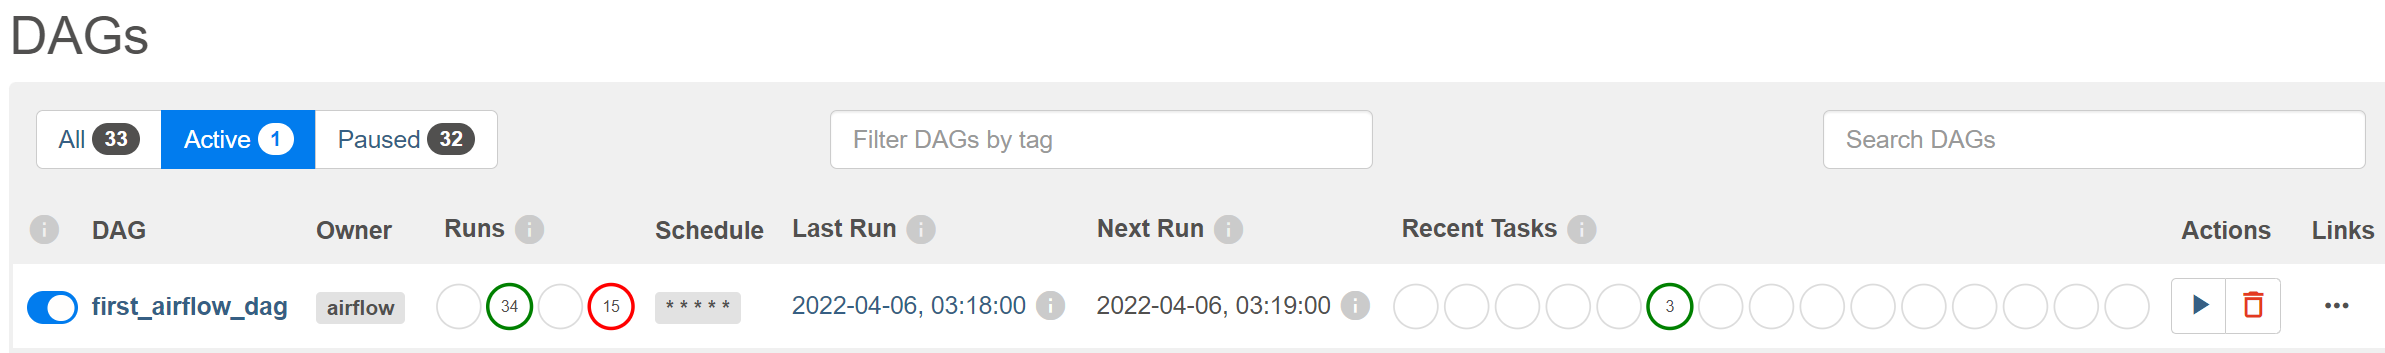 DAGs
All 33 Active 1 Paused 32 Filter DAGs by tag Search DAGs
i DAG Owner Runs i Schedule Last Run i Next Run i Recent Tasks i Actions Links
first_airflow_dag airflow 34 15 * * * * * 2022-04-06, 03:18:00 i 2022-04-06, 03:19:00 i 3